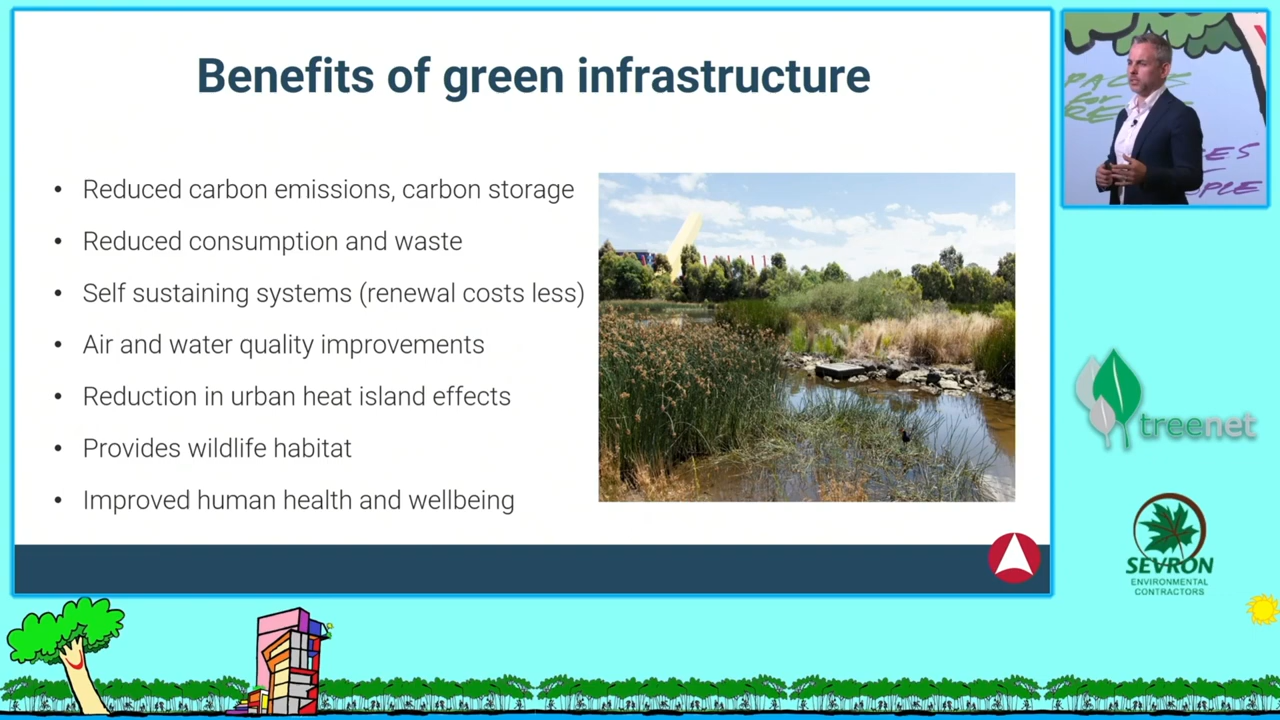 Benefits of green infrastructure
• Reduced carbon emissions, carbon storage
• Reduced consumption and waste
• Self sustaining systems (renewal costs less)
• Air and water quality improvements
• Reduction in urban heat island effects
• Provides wildlife habitat
• Improved human health and wellbeing
treenet
SEVRON
ENVIRONMENTAL
CONTRACTORS